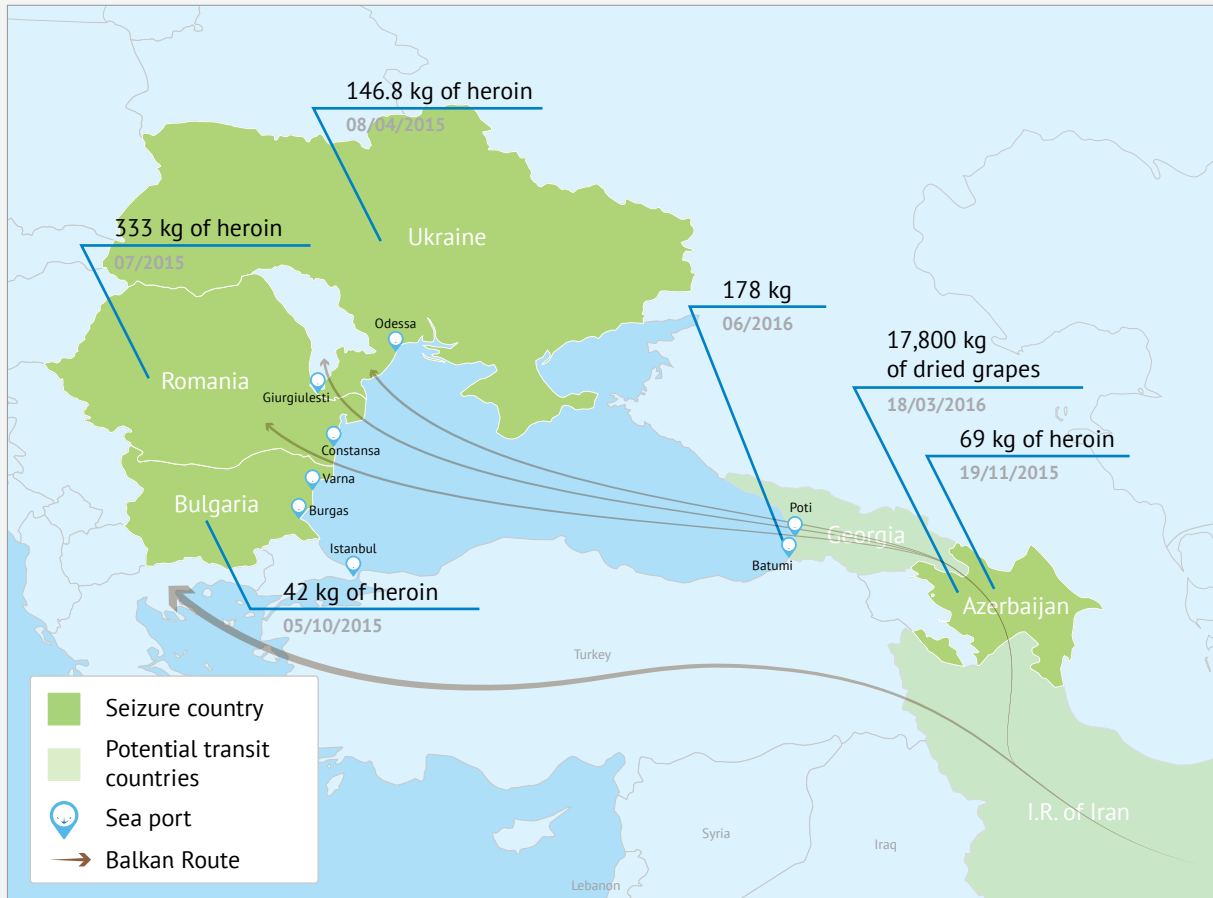 146.8 kg of heroin
08/04/2015
333 kg of heroin
07/2015
Ukraine
178 kg
06/2016
Odessa
17,800 kg
of dried grapes
18/03/2016
Romania
Giurgiulesti
69 kg of heroin
19/11/2015
Constansa
Varna
Bulgaria
Burgas
Poti
Georgia
Istanbul
Batumi
42 kg of heroin
05/10/2015
Azerbaijan
Turkey
Seizure country
Potential transit
countries
Sea port
Balkan Route
I.R. of Iran
Syria
Iraq
Lebanon